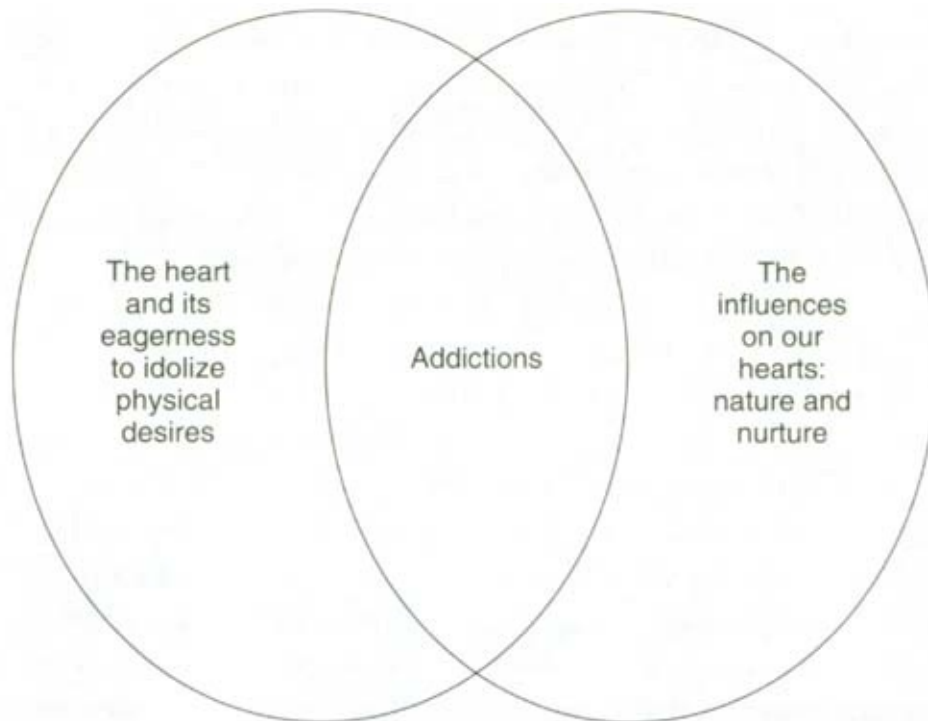 The heart
and its
eagerness
to idolize
physical
desires
Addictions
The
influences
on our
hearts:
nature and
nurture